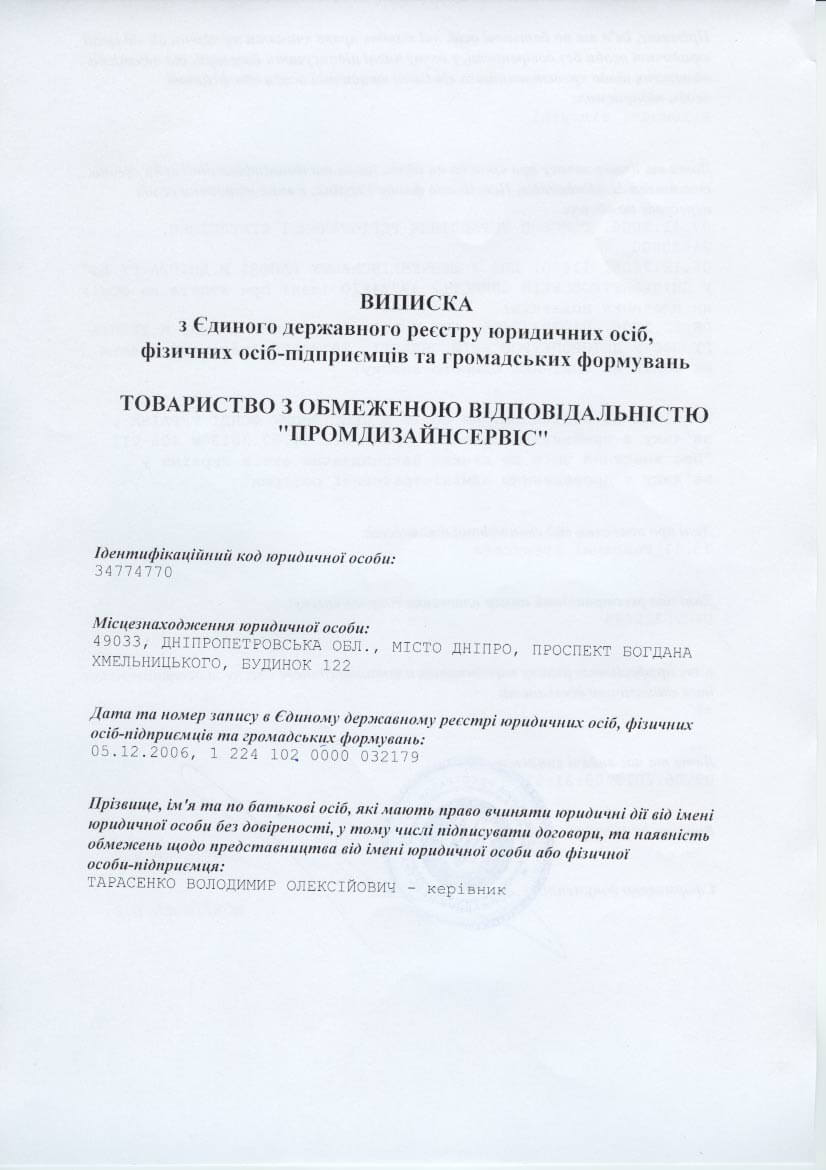 ВИПИСКА
з Єдиного державного реєстру юридичних осіб,
фізичних осіб-підприємців та громадських формувань
ТОВАРИСТВО З ОБМЕЖЕНОЮ ВІДПОВІДАЛЬНІСТЮ
"ПРОМДИЗАЙНСЕРВІС"
Ідентифікаційний код юридичної особи:
34774770
Місцезнаходження юридичної особи:
49033, ДНІПРОПЕТРОВСЬКА ОБЛ., МІСТО ДНІПРО, ПРОСПЕКТ БОГДАНА
ХМЕЛЬНИЦЬКОГО, БУДИНОК 122
Дата та номер запису в Єдиному державному реєстрі юридичних осіб, фізичних
осіб-підприємців та громадських формувань:
05.12.2006, 1 224 102 0000 032179
Прізвище, ім'я та по батькові осіб, які мають право вчиняти юридичні дії від імені
юридичної особи без довіреності, у тому числі підписувати договори, та наявність
обмежень щодо представництва від імені юридичної особи або фізичної
особи-підприємця:
ТАРАСЕНКО ВОЛОДИМИР ОЛЕКСІЙОВИЧ - керівник